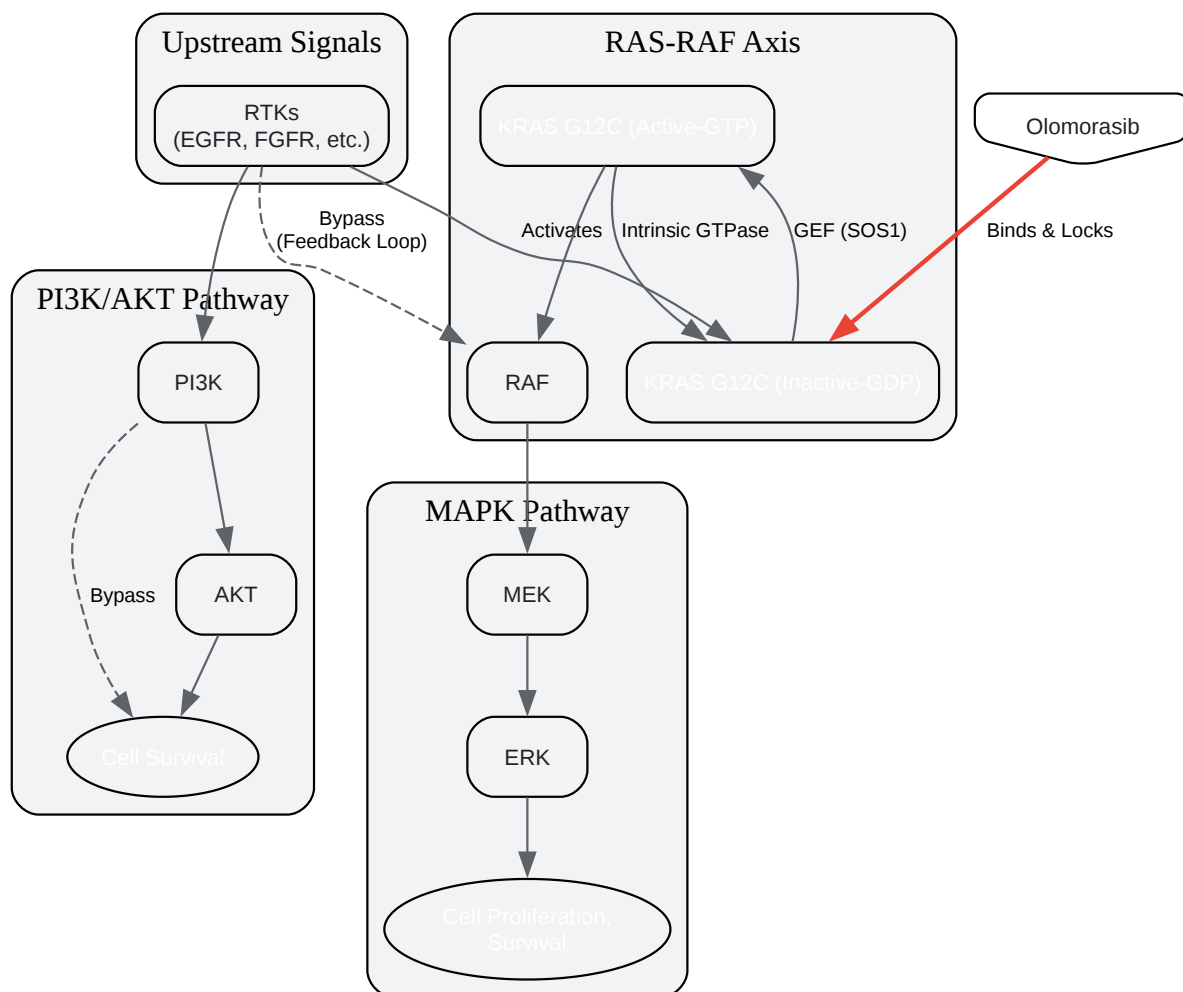 Upstream Signals
RTKs
(EGFR, FGFR, etc.)
RAS-RAF Axis
KRAS G12C (Active-GTP)
Olomorasib
Bypass
(Feedback Loop)
Activates
Intrinsic GTPase
GEF (SOS1)
Binds & Locks
PI3K/AKT Pathway
PI3K
RAF
KRAS G12C (Inactive-GDP)
MAPK Pathway
Bypass
AKT
MEK
Cell Survival
ERK
Cell Proliferation,
Survival